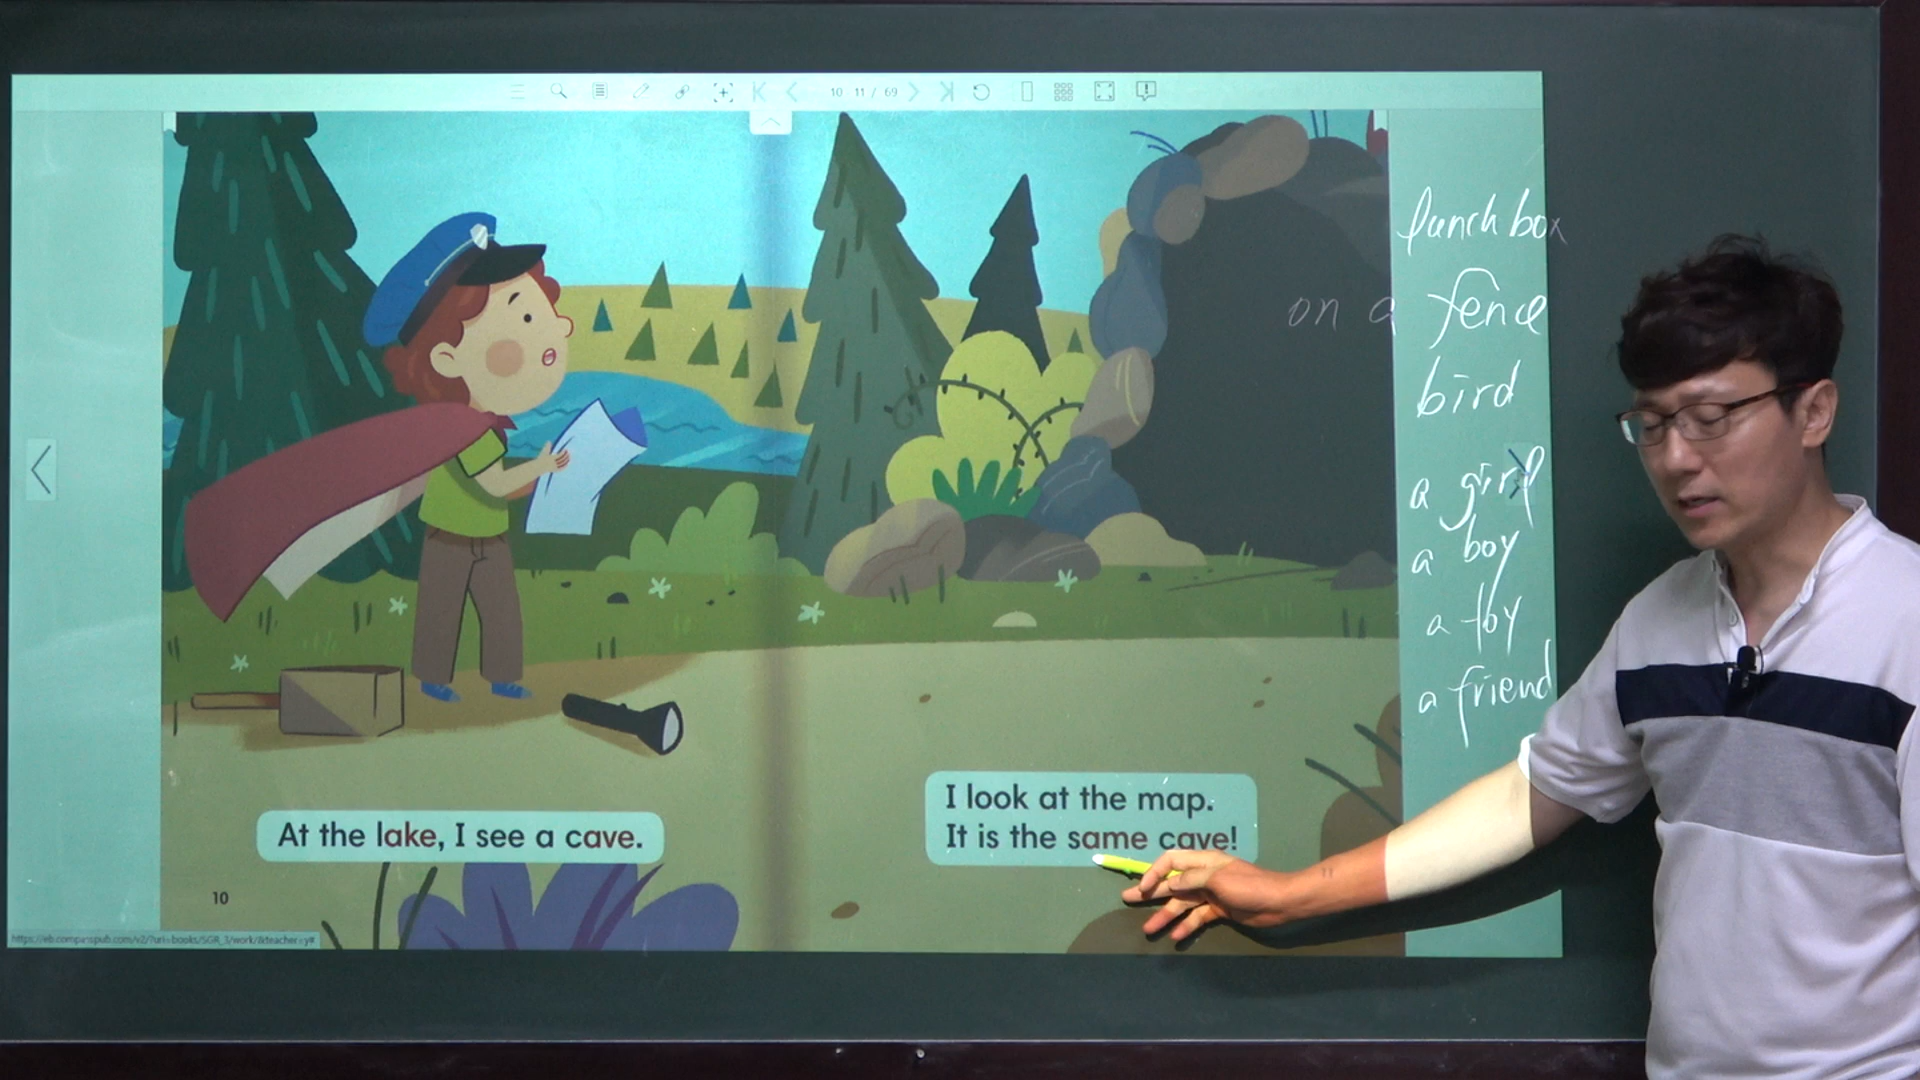 10 11 / 69
lunch box
on a fence
bird
a girl
a boy
a toy
a friend
I look at the map.
It is the same cave!
At the lake, I see a cave.
10